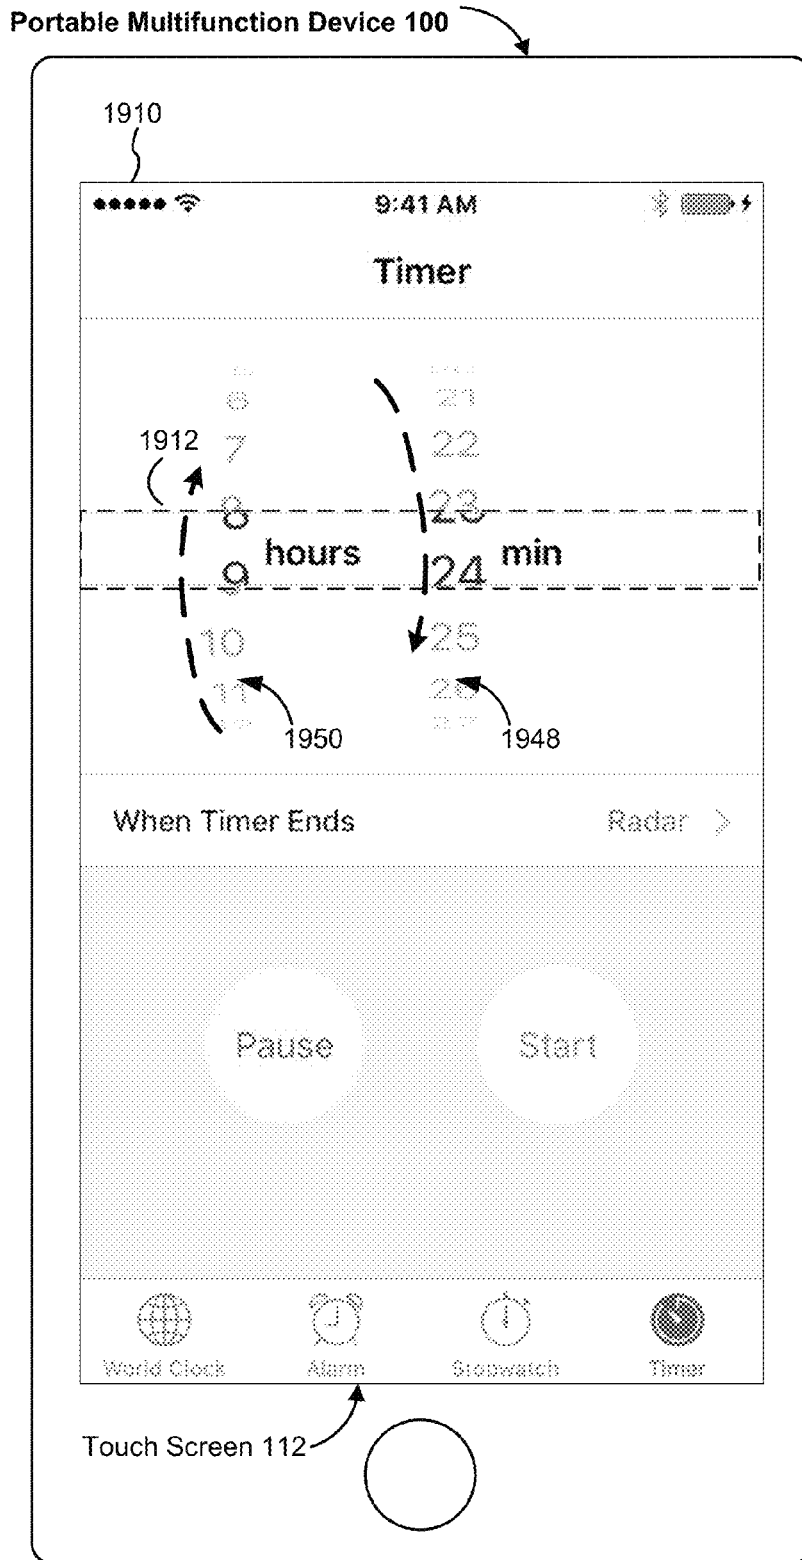 Portable Multifunction Device 100
1910
9:41 AM
Timer
6 21
7 22
1912
8 23
9 hours 24 min
10 25
11 26
1950 1948
When Timer Ends Radar >
Pause Start
World Clock Alarm Stopwatch Timer
Touch Screen 112